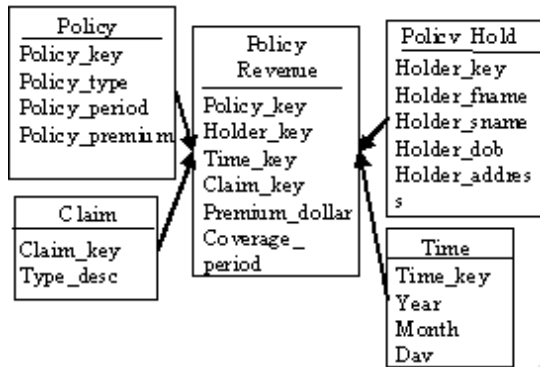 Policy
Policy_key
Policy_type
Policy_period
Policy_premium
Policy
Revenue
Policy_key
Holder_key
Time_key
Claim_key
Premium_dollar
Coverage_
period
Policy Hold
Holder_key
Holder_fname
Holder_sname
Holder_dob
Holder_addres
s
Claim
Claim_key
Type_desc
Time
Time_key
Year
Month
Day